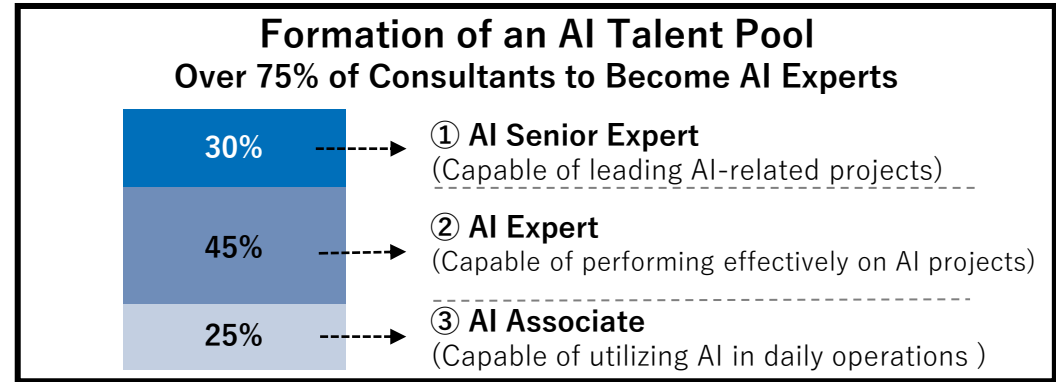 Formation of an AI Talent Pool
Over 75% of Consultants to Become AI Experts
30%
① AI Senior Expert
(Capable of leading AI-related projects)
45%
② AI Expert
(Capable of performing effectively on AI projects)
25%
③ AI Associate
(Capable of utilizing AI in daily operations )